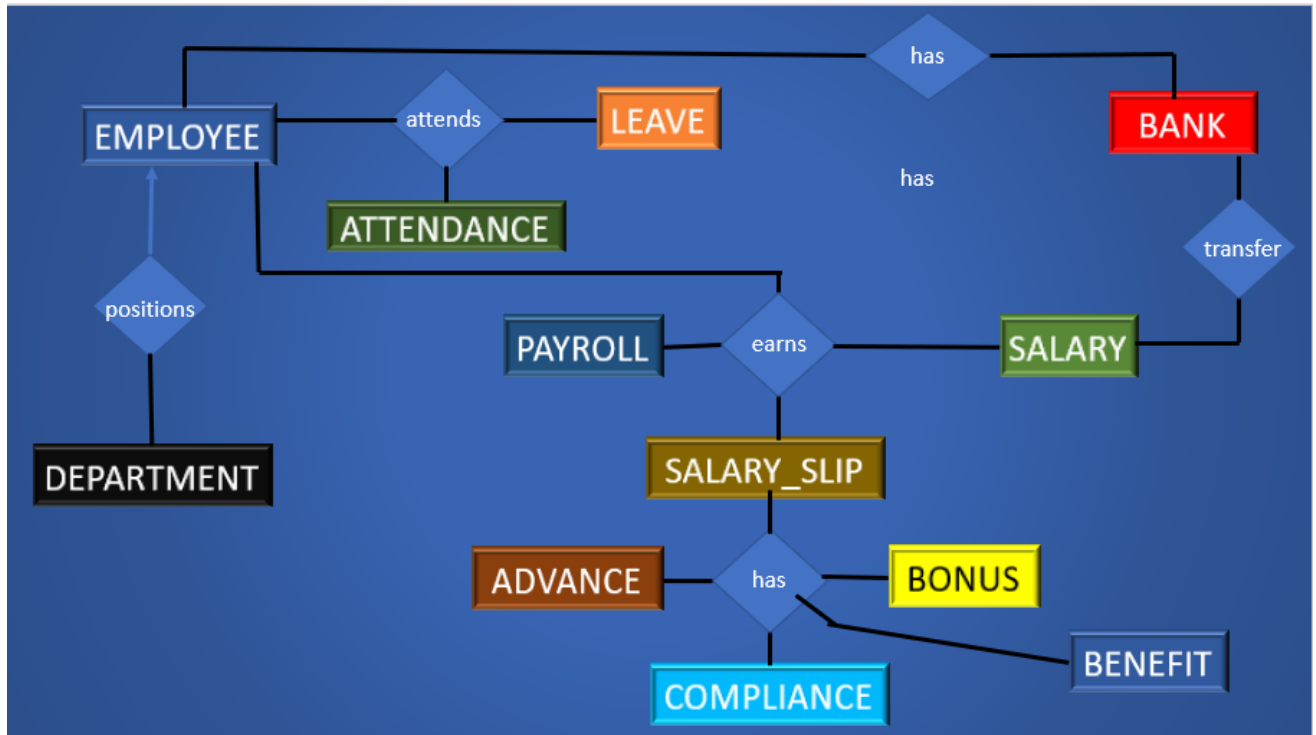 has
EMPLOYEE
attends
LEAVE
BANK
has
ATTENDANCE
transfer
positions
PAYROLL
earns
SALARY
DEPARTMENT
SALARY_SLIP
ADVANCE
has
BONUS
BENEFIT
COMPLIANCE